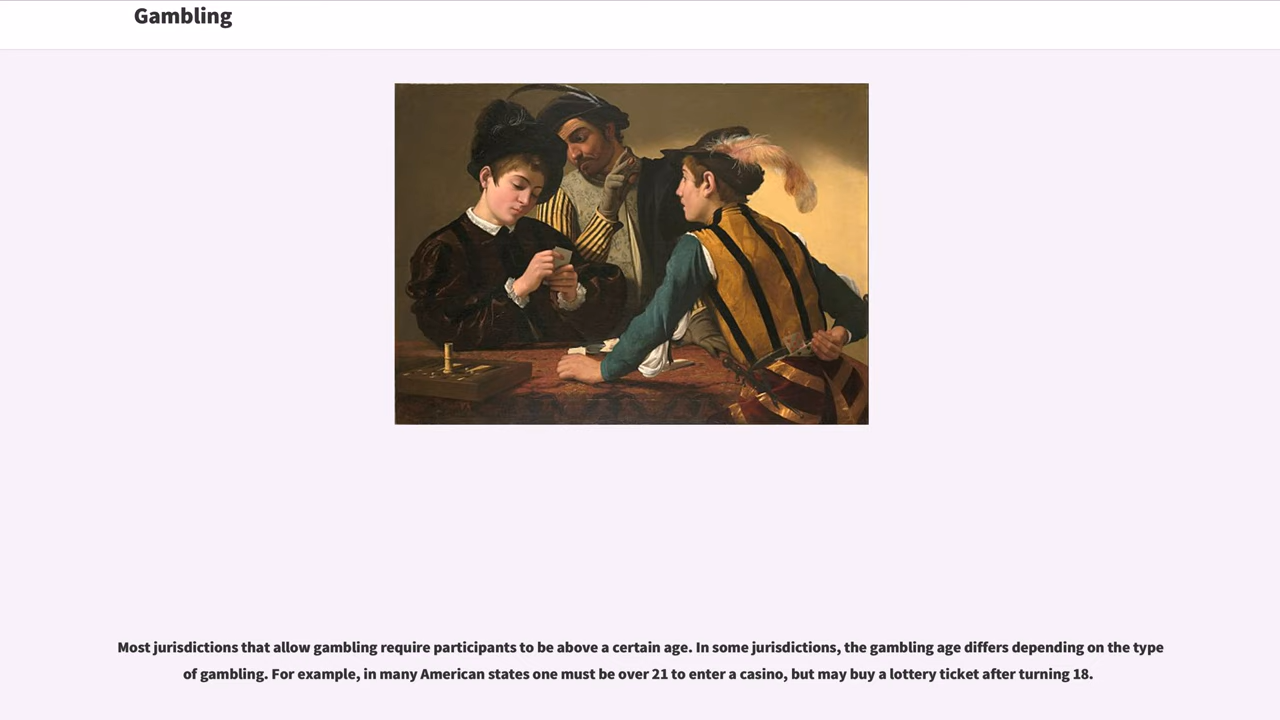 Gambling
Most jurisdictions that allow gambling require participants to be above a certain age. In some jurisdictions, the gambling age differs depending on the type
of gambling. For example, in many American states one must be over 21 to enter a casino, but may buy a lottery ticket after turning 18.